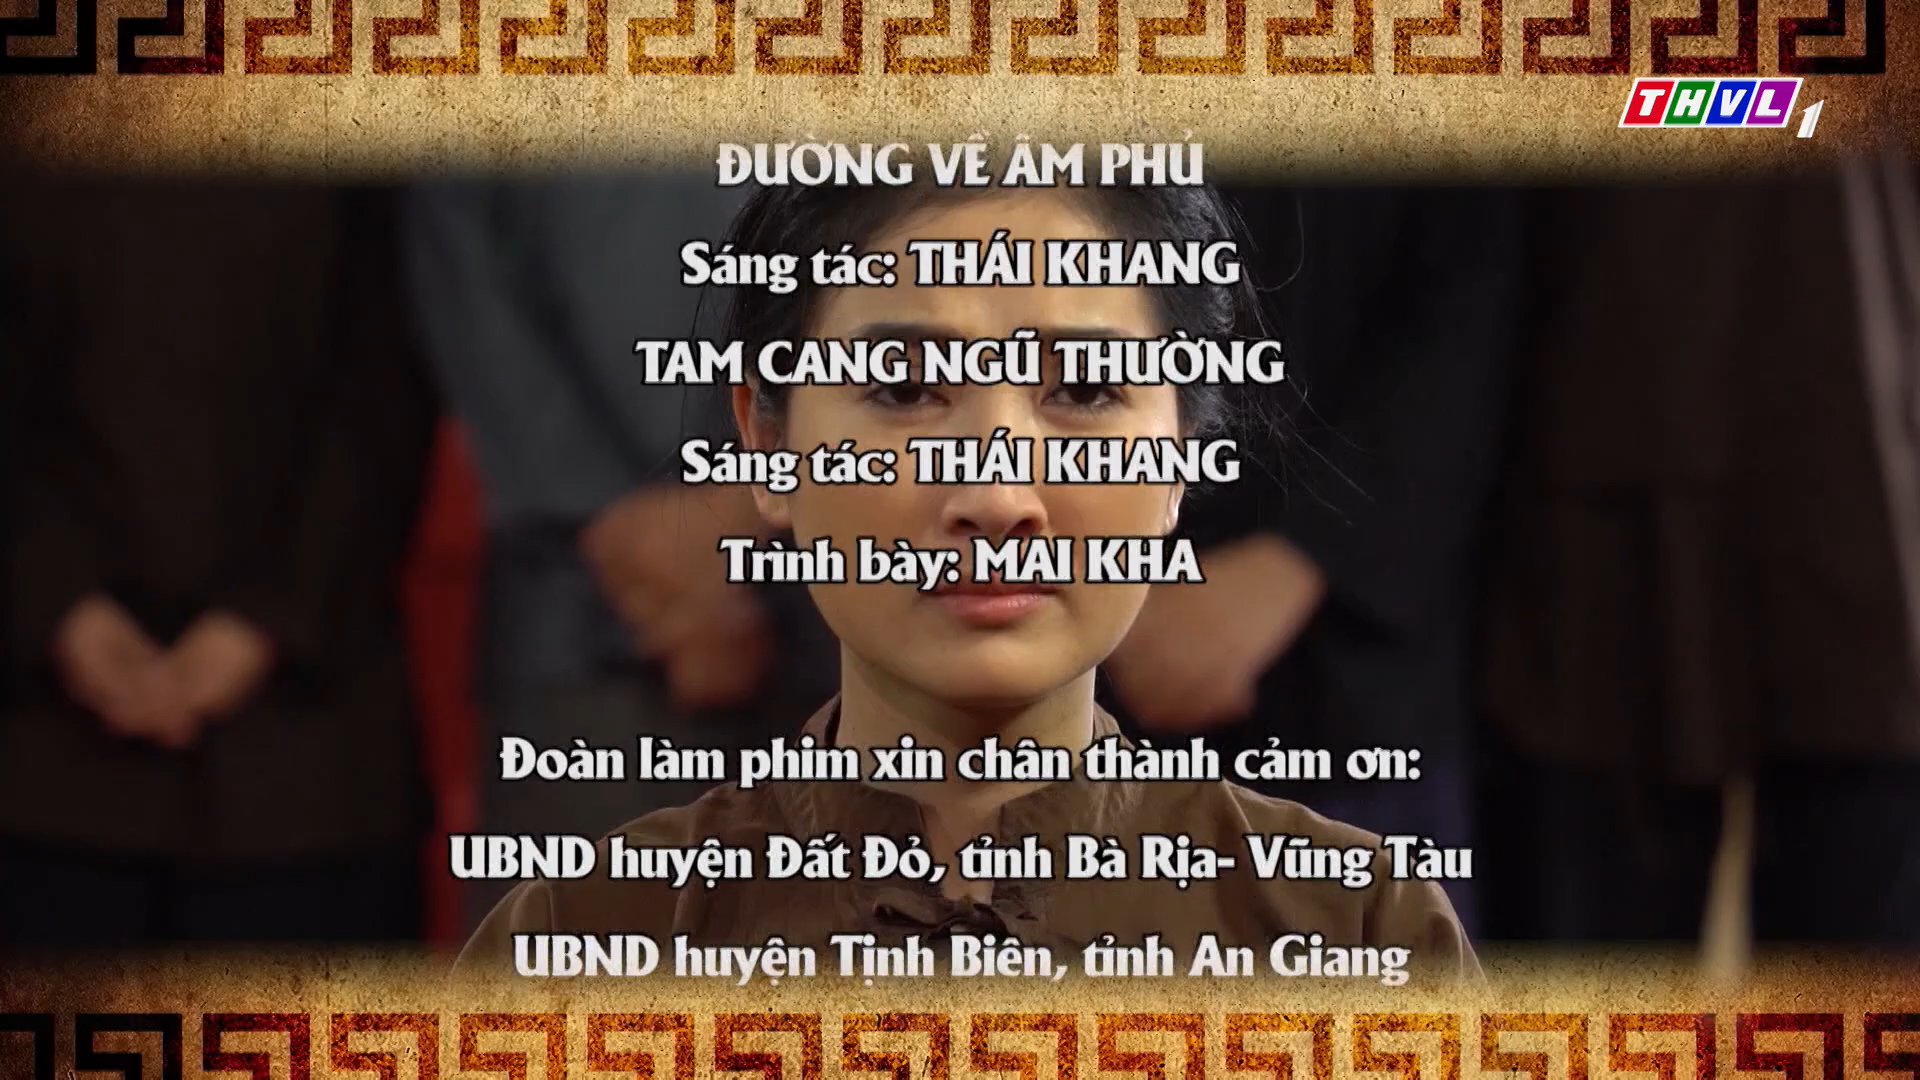 THVL 1
ĐƯỜNG VỀ ÂM PHỦ
Sáng tác: THÁI KHANG
TAM CANG NGŨ THƯỜNG
Sáng tác: THÁI KHANG
Trình bày: MAI KHA
Đoàn làm phim xin chân thành cảm ơn:
UBND huyện Đất Đỏ, tỉnh Bà Rịa- Vũng Tàu
UBND huyện Tịnh Biên, tỉnh An Giang